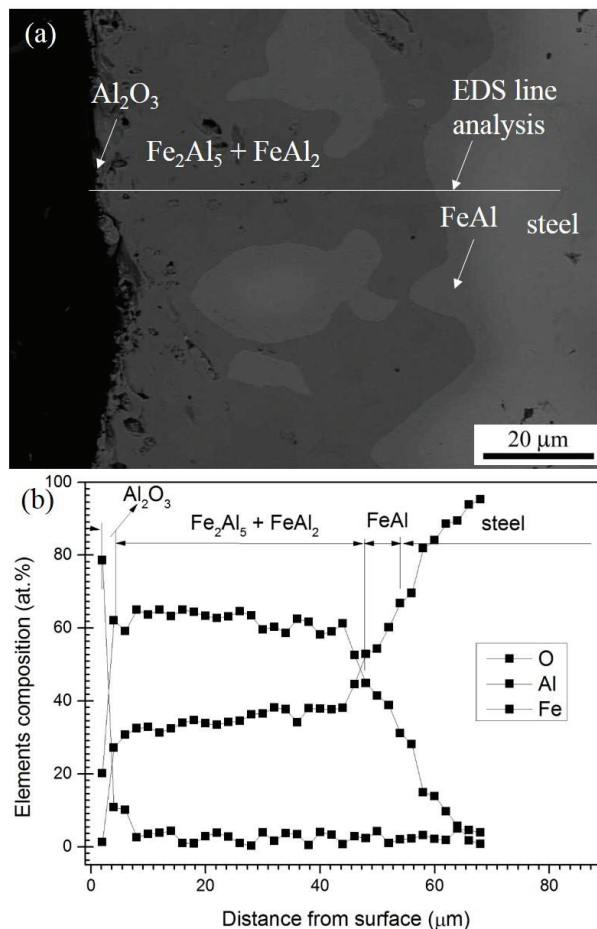 (a)
Al₂O₃
EDS line
analysis
Fe₂Al₅ + FeAl₂
FeAl
steel
20 μm
(b)
Al₂O₃
Fe₂Al₅ + FeAl₂
FeAl
steel
100
80
60
40
20
0
Elements composition (at.%)
O
Al
Fe
0 20 40 60 80
Distance from surface (μm)